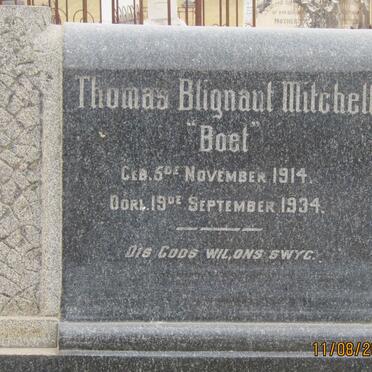 MOTHER
Thomas Blignaut Mitchell
"Boet"
GEB. 5DE NOVEMBER 1914.
OORL. 19DE SEPTEMBER 1934.
DIS GODS WIL, ONS SWYG.
11/08/2